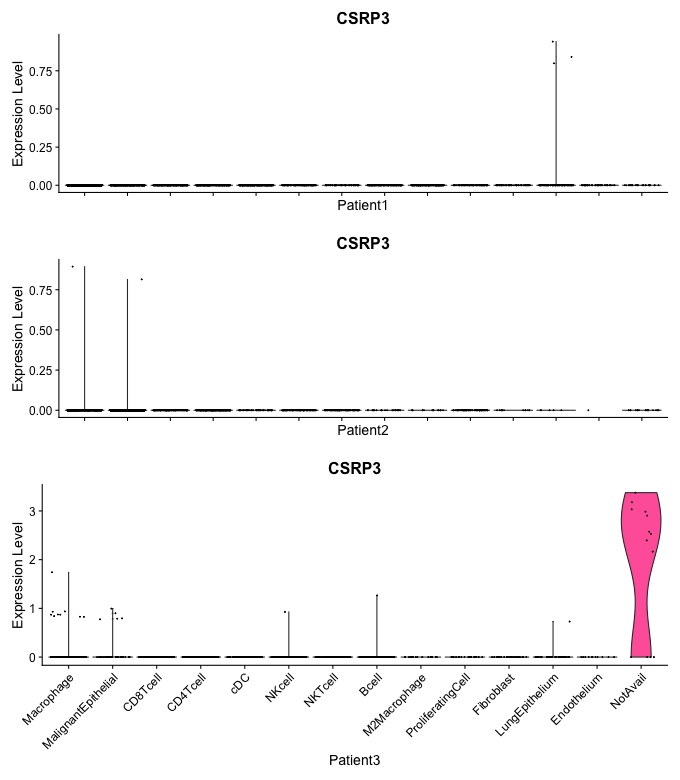 CSRP3
Expression Level
0.75
0.50
0.25
0.00
Patient1
CSRP3
Expression Level
0.75
0.50
0.25
0.00
Patient2
CSRP3
Expression Level
3
2
1
0
Macrophage
MalignantEpithelial
CD8Tcell
CD4Tcell
cDC
NKcell
NKTcell
Bcell
M2Macrophage
ProliferatingCell
Fibroblast
LungEpithelium
Endothelium
NotAvail
Patient3